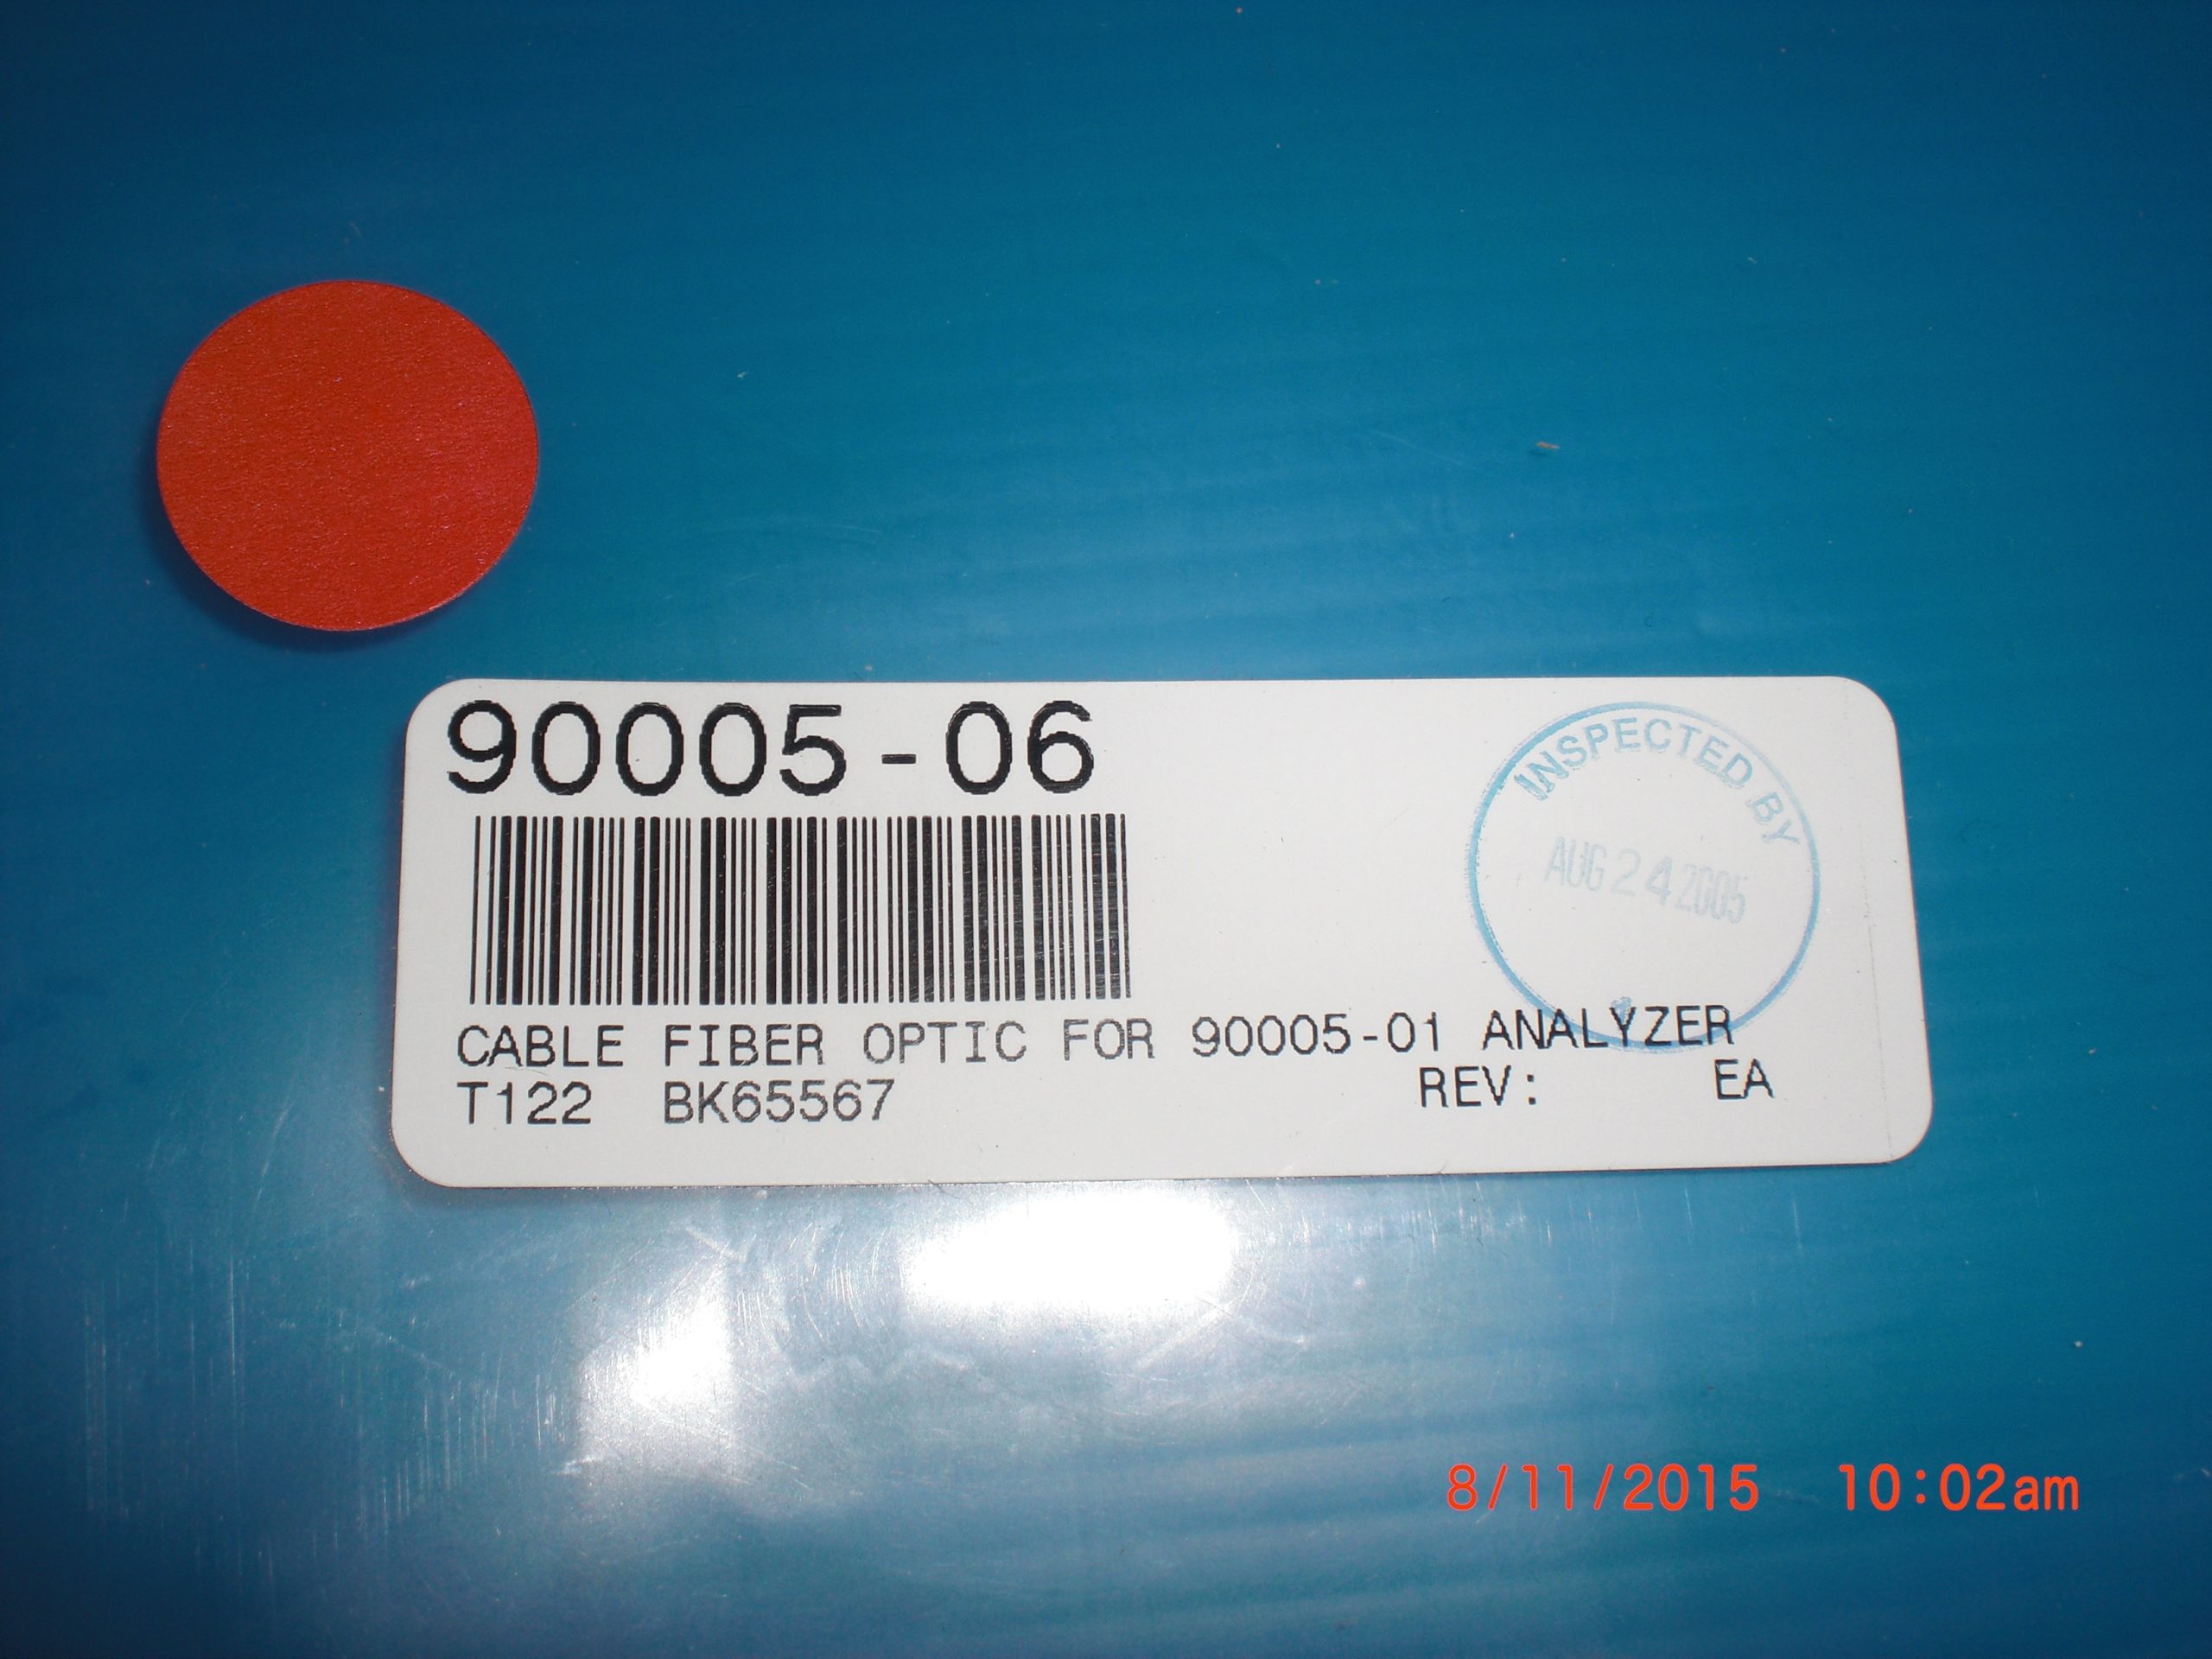 90005-06
INSPECTED BY
AUG 24 2005
CABLE FIBER OPTIC FOR 90005-01 ANALYZER
T122 BK65567 REV: EA
8/11/2015 10:02am